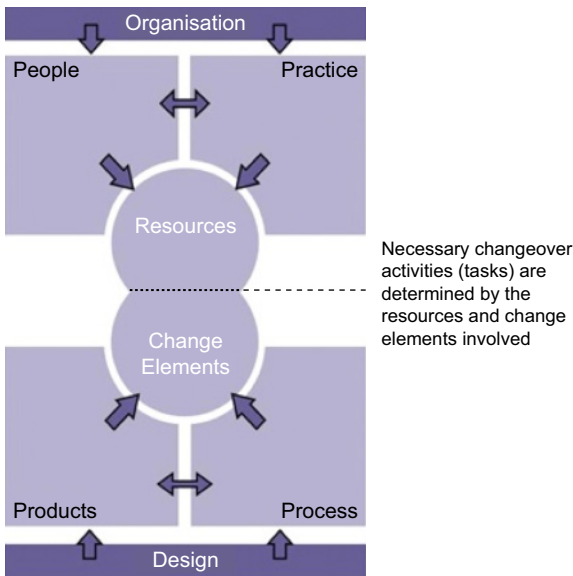 Organisation
People
Practice
Resources
Necessary changeover
activities (tasks) are
determined by the
resources and change
elements involved
Change
Elements
Products
Process
Design